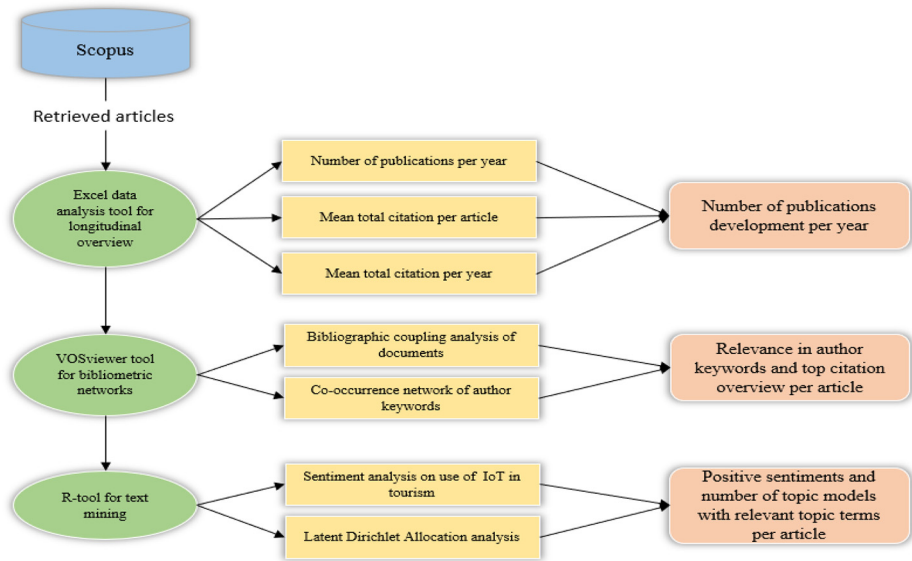 Scopus
Retrieved articles
Excel data
analysis tool for
longitudinal
overview
Number of publications per year
Mean total citation per article
Mean total citation per year
Number of publications
development per year
VOSviewer tool
for bibliometric
networks
Bibliographic coupling analysis of
documents
Co-occurrence network of author
keywords
Relevance in author
keywords and top citation
overview per article
R-tool for text
mining
Sentiment analysis on use of IoT in
tourism
Latent Dirichlet Allocation analysis
Positive sentiments and
number of topic models
with relevant topic terms
per article